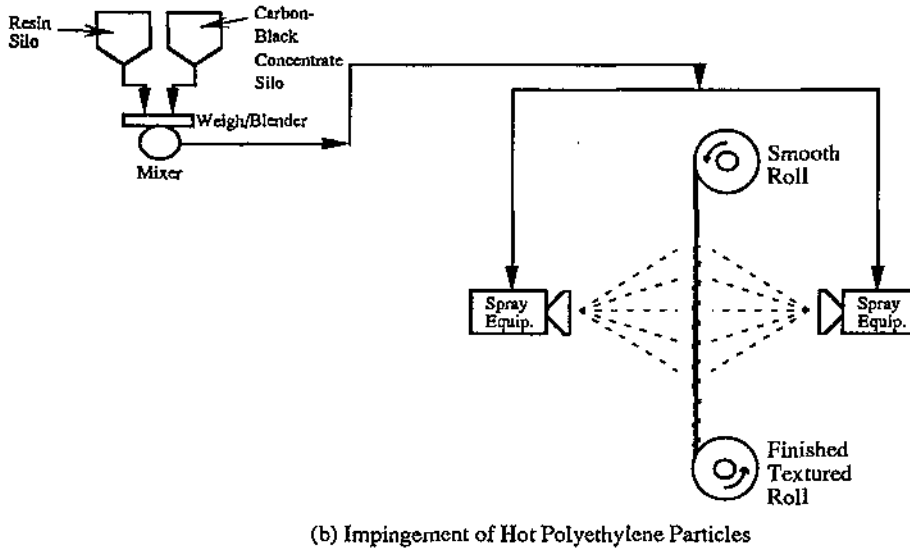 Resin
Silo
Carbon-
Black
Concentrate
Silo
Weigh/Blender
Mixer
Smooth
Roll
Spray
Equip.
Spray
Equip.
Finished
Textured
Roll
(b) Impingement of Hot Polyethylene Particles